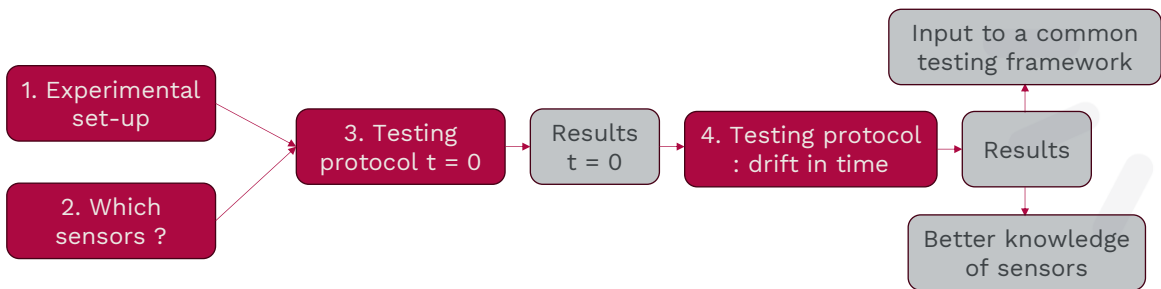 1. Experimental
set-up
2. Which
sensors ?
3. Testing
protocol t = 0
Results
t = 0
4. Testing protocol
: drift in time
Results
Input to a common
testing framework
Better knowledge
of sensors